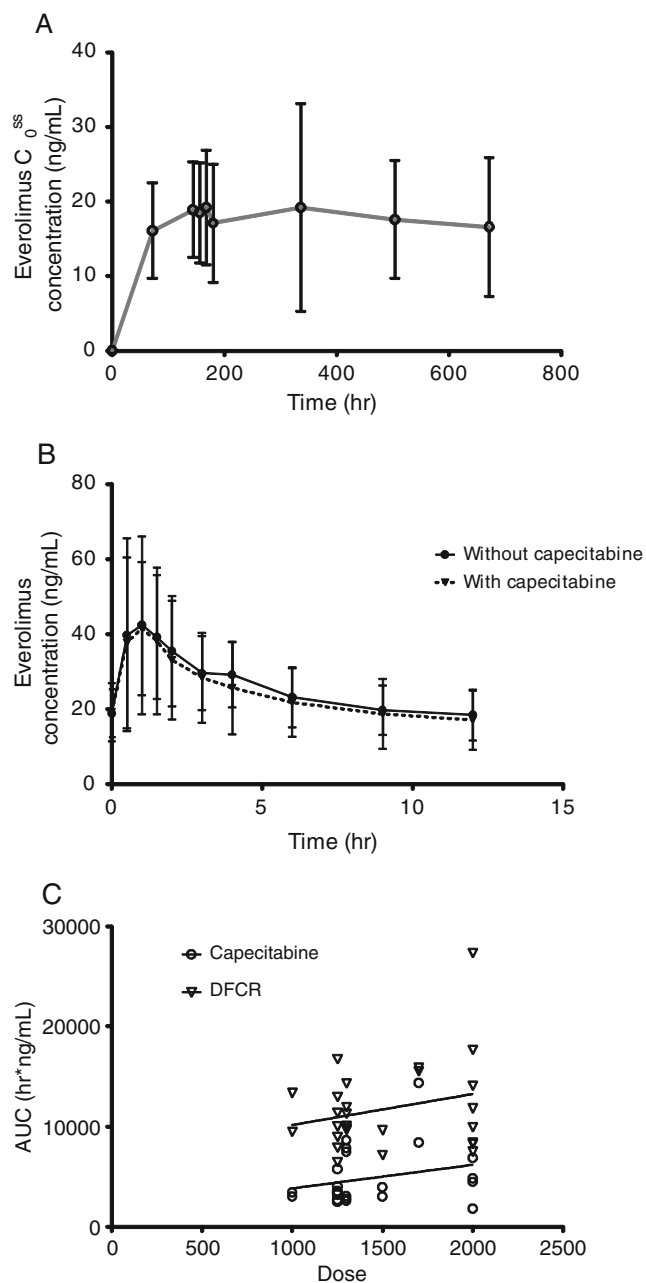 A
Everolimus C₀ˢˢ
concentration (ng/mL)
40
30
20
10
0
0 200 400 600 800
Time (hr)
B
Everolimus
concentration (ng/mL)
80
60
40
20
0
Without capecitabine
With capecitabine
0 5 10 15
Time (hr)
C
AUC (hr*ng/mL)
30000
20000
10000
0
Capecitabine
DFCR
0 500 1000 1500 2000 2500
Dose